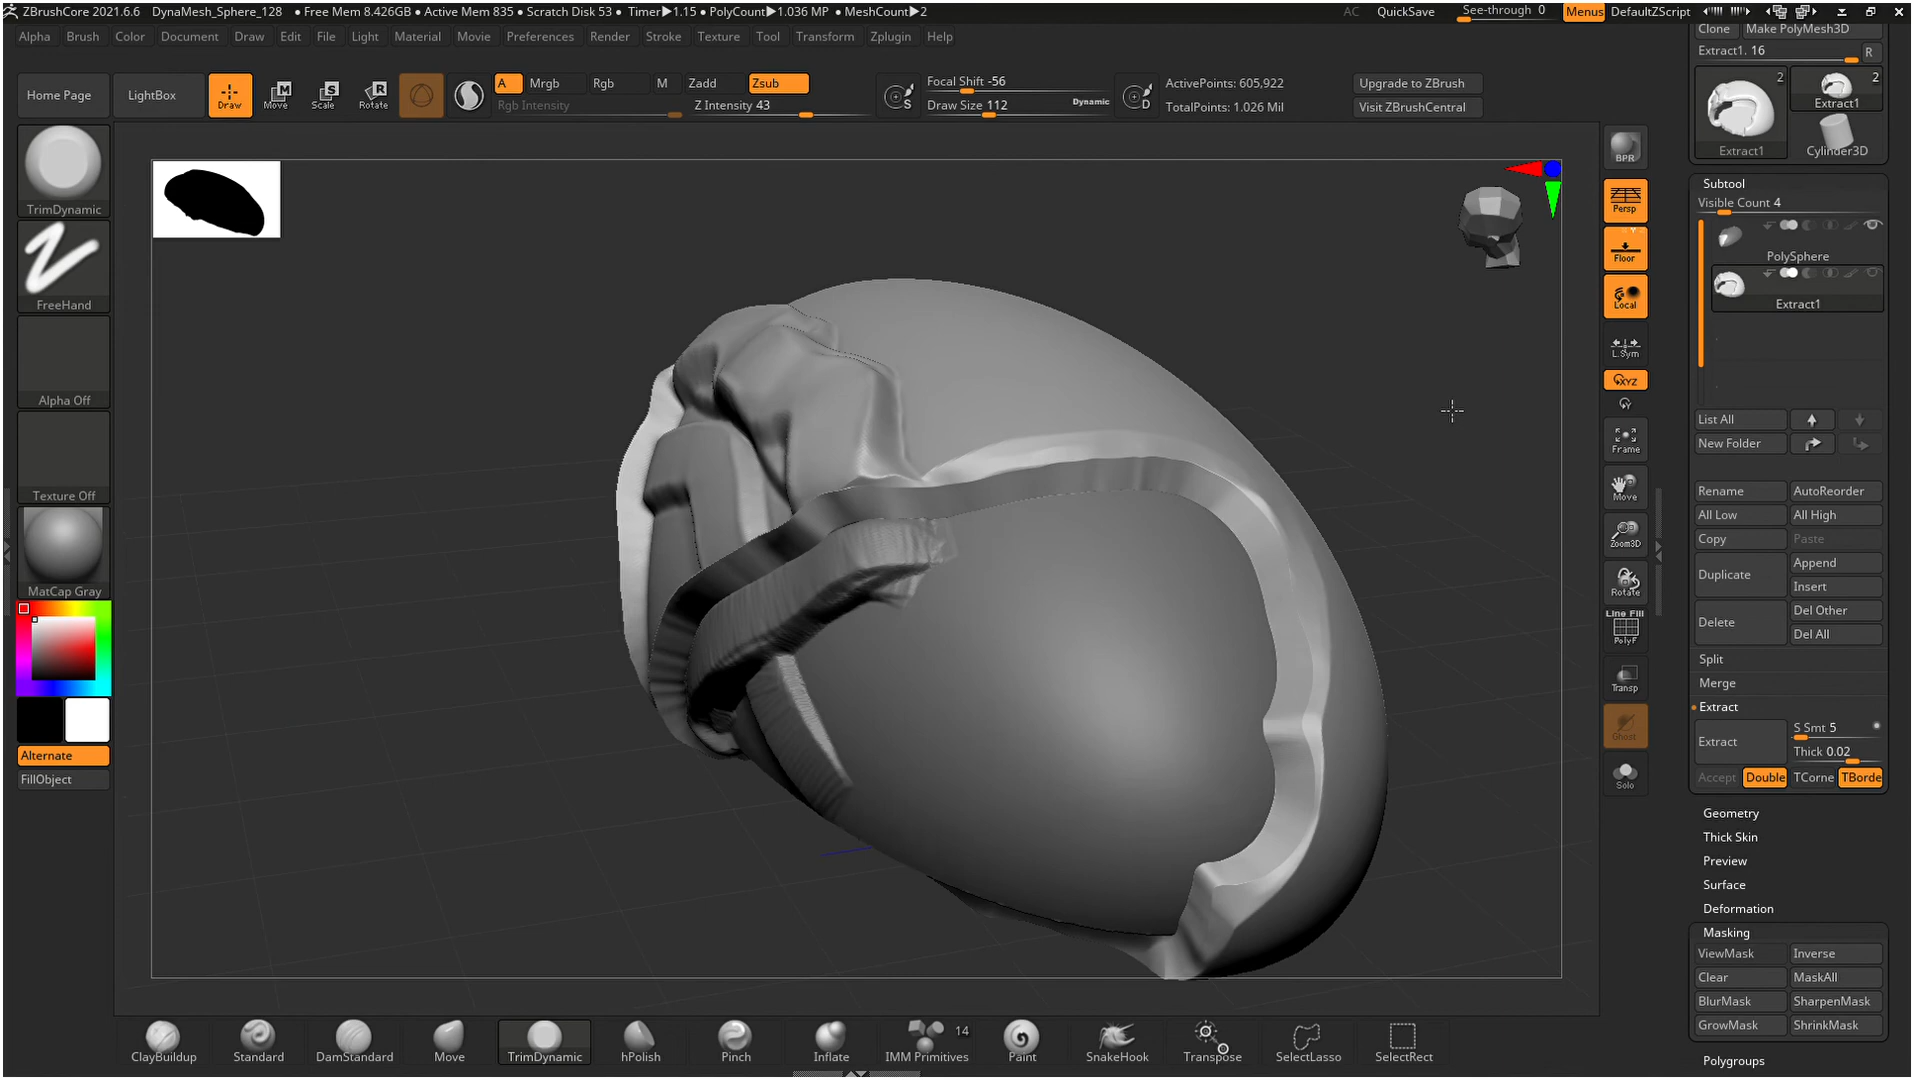 ZBrushCore 2021.6.6 DynaMesh_Sphere_128 ● Free Mem 8.426GB ● Active Mem 835 ● Scratch Disk 53 ● Timer▶1.15 ● PolyCount▶1.036 MP ● MeshCount▶2 AC QuickSave See-through 0 Menus DefaultZScript
Alpha Brush Color Document Draw Edit File Light Material Movie Preferences Render Stroke Texture Tool Transform Zplugin Help
Home Page LightBox Draw Move Scale Rotate
A Mrgb Rgb M Zadd Zsub
Rgb Intensity Z Intensity 43
Focal Shift -56
Draw Size 112 Dynamic
ActivePoints: 605,922
TotalPoints: 1.026 Mil
Upgrade to ZBrush
Visit ZBrushCentral
TrimDynamic
FreeHand
Alpha Off
Texture Off
MatCap Gray
Alternate
FillObject
BPR
Persp
Floor
Local
L.Sym
XYZ
Y
Frame
Move
Zoom3D
Rotate
Line Fill
PolyF
Transp
Ghost
Solo
Clone Make PolyMesh3D
Extract1. 16 R
2 2
Extract1
Extract1 Cylinder3D
Subtool
Visible Count 4
PolySphere
Extract1
List All
New Folder
Rename AutoReorder
All Low All High
Copy Paste
Duplicate Append
Insert
Delete Del Other
Del All
Split
Merge
Extract
Extract S Smt 5
Thick 0.02
Accept Double TCorne TBorde
Geometry
Thick Skin
Preview
Surface
Deformation
Masking
ViewMask Inverse
Clear MaskAll
BlurMask SharpenMask
GrowMask ShrinkMask
Polygroups
14
ClayBuildup Standard DamStandard Move TrimDynamic hPolish Pinch Inflate IMM Primitives Paint SnakeHook Transpose SelectLasso SelectRect